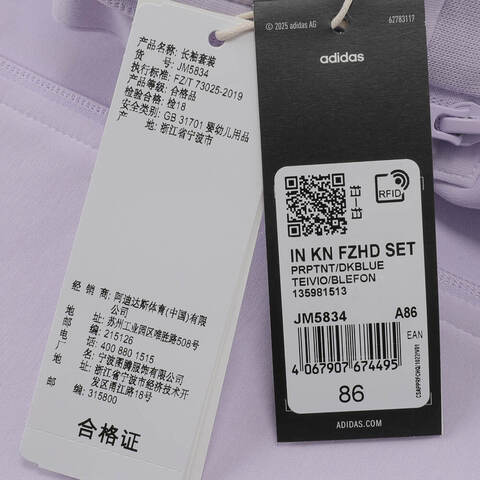 产品名称: 长袖套装
货 号: JM5834
执行标准: FZ/T 73025-2019
等 级: 合格品
检验合格: 检18
安全类别: GB 31701 婴幼儿用品
产 地: 浙江省宁波市
经 销 商: 阿迪达斯体育(中国)有限
公司
地址: 苏州工业园区唯胜路508号
邮编: 215126
电话: 400 880 1515
名称: 宁波 腾服饰有限公司
地址: 浙江省宁波市经济技术开
发区甬江路18号
邮编: 315800
合格证
© 2025 adidas AG
62783117
adidas
RFID
IN KN FZHD SET
PRPTNT/DKBLUE
TEIVIO/BLEFON
135981513
JM5834 A86
EAN
4 067907 674495
86
ADIDAS.COM